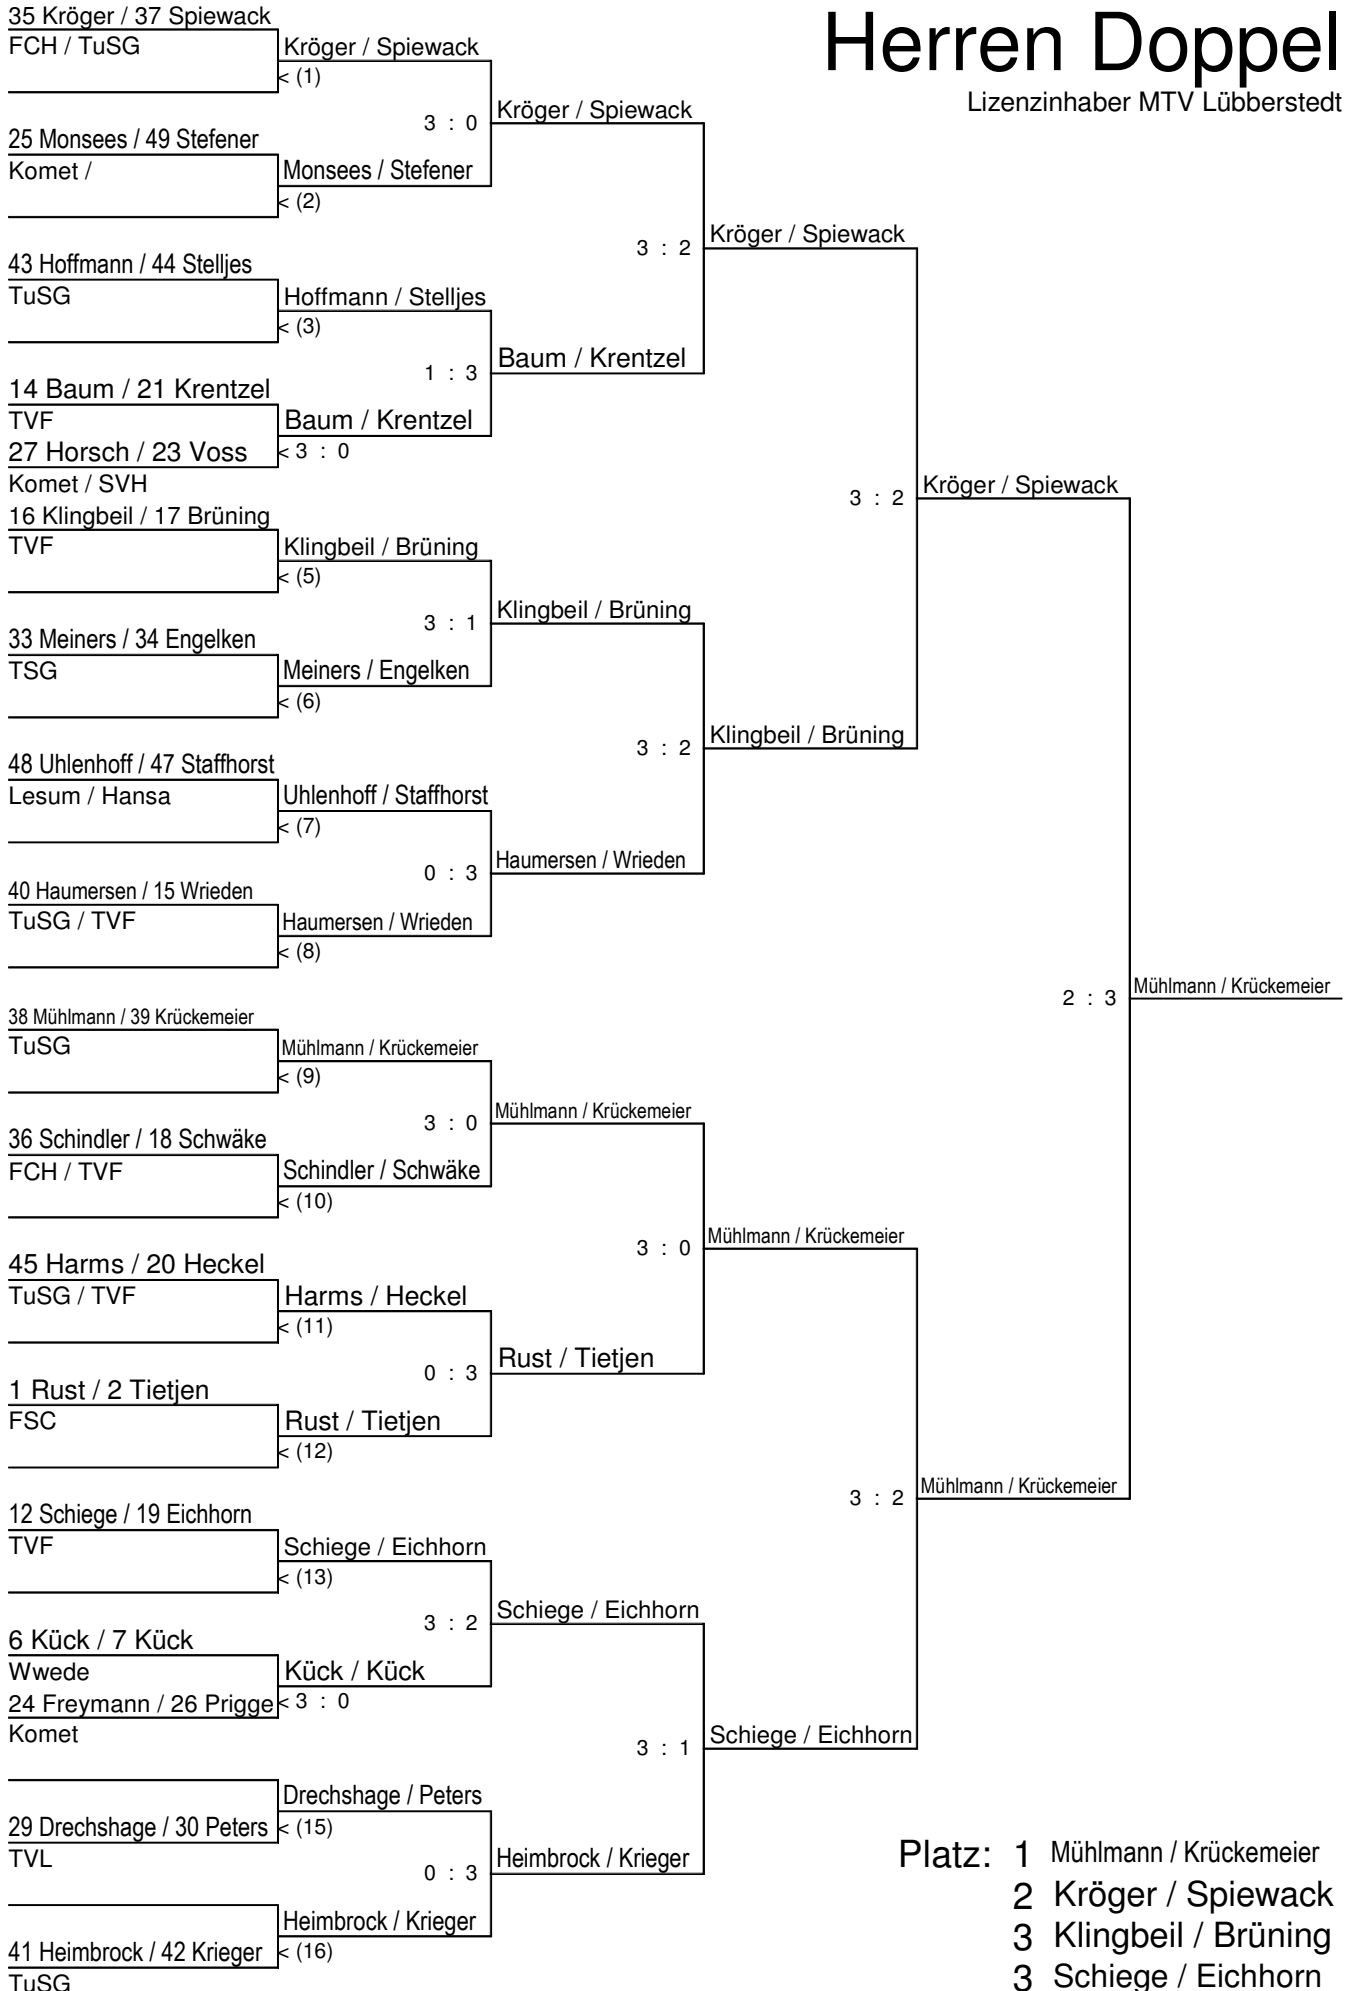 Herren Doppel
Lizenzinhaber MTV Lübberstedt
35 Kröger / 37 Spiewack
FCH / TuSG
Kröger / Spiewack
< (1)
3 : 0
Kröger / Spiewack
25 Monsees / 49 Stefener
Komet /
Monsees / Stefener
< (2)
3 : 2
Kröger / Spiewack
43 Hoffmann / 44 Stelljes
TuSG
Hoffmann / Stelljes
< (3)
1 : 3
Baum / Krentzel
14 Baum / 21 Krentzel
TVF
Baum / Krentzel
27 Horsch / 23 Voss
< 3 : 0
Komet / SVH
3 : 2
Kröger / Spiewack
16 Klingbeil / 17 Brüning
TVF
Klingbeil / Brüning
< (5)
3 : 1
Klingbeil / Brüning
33 Meiners / 34 Engelken
TSG
Meiners / Engelken
< (6)
3 : 2
Klingbeil / Brüning
48 Uhlenhoff / 47 Staffhorst
Lesum / Hansa
Uhlenhoff / Staffhorst
< (7)
0 : 3
Haumersen / Wrieden
40 Haumersen / 15 Wrieden
TuSG / TVF
Haumersen / Wrieden
< (8)
2 : 3
Mühlmann / Krückemeier
38 Mühlmann / 39 Krückemeier
TuSG
Mühlmann / Krückemeier
< (9)
3 : 0
Mühlmann / Krückemeier
36 Schindler / 18 Schwäke
FCH / TVF
Schindler / Schwäke
< (10)
3 : 0
Mühlmann / Krückemeier
45 Harms / 20 Heckel
TuSG / TVF
Harms / Heckel
< (11)
0 : 3
Rust / Tietjen
1 Rust / 2 Tietjen
FSC
Rust / Tietjen
< (12)
3 : 2
Mühlmann / Krückemeier
12 Schiege / 19 Eichhorn
TVF
Schiege / Eichhorn
< (13)
3 : 2
Schiege / Eichhorn
6 Kück / 7 Kück
Wwede
Kück / Kück
24 Freymann / 26 Prigge
< 3 : 0
Komet
3 : 1
Schiege / Eichhorn
Drechshage / Peters
29 Drechshage / 30 Peters
< (15)
TVL
0 : 3
Heimbrock / Krieger
Heimbrock / Krieger
41 Heimbrock / 42 Krieger
< (16)
TuSG
Platz: 1 Mühlmann / Krückemeier
2 Kröger / Spiewack
3 Klingbeil / Brüning
3 Schiege / Eichhorn